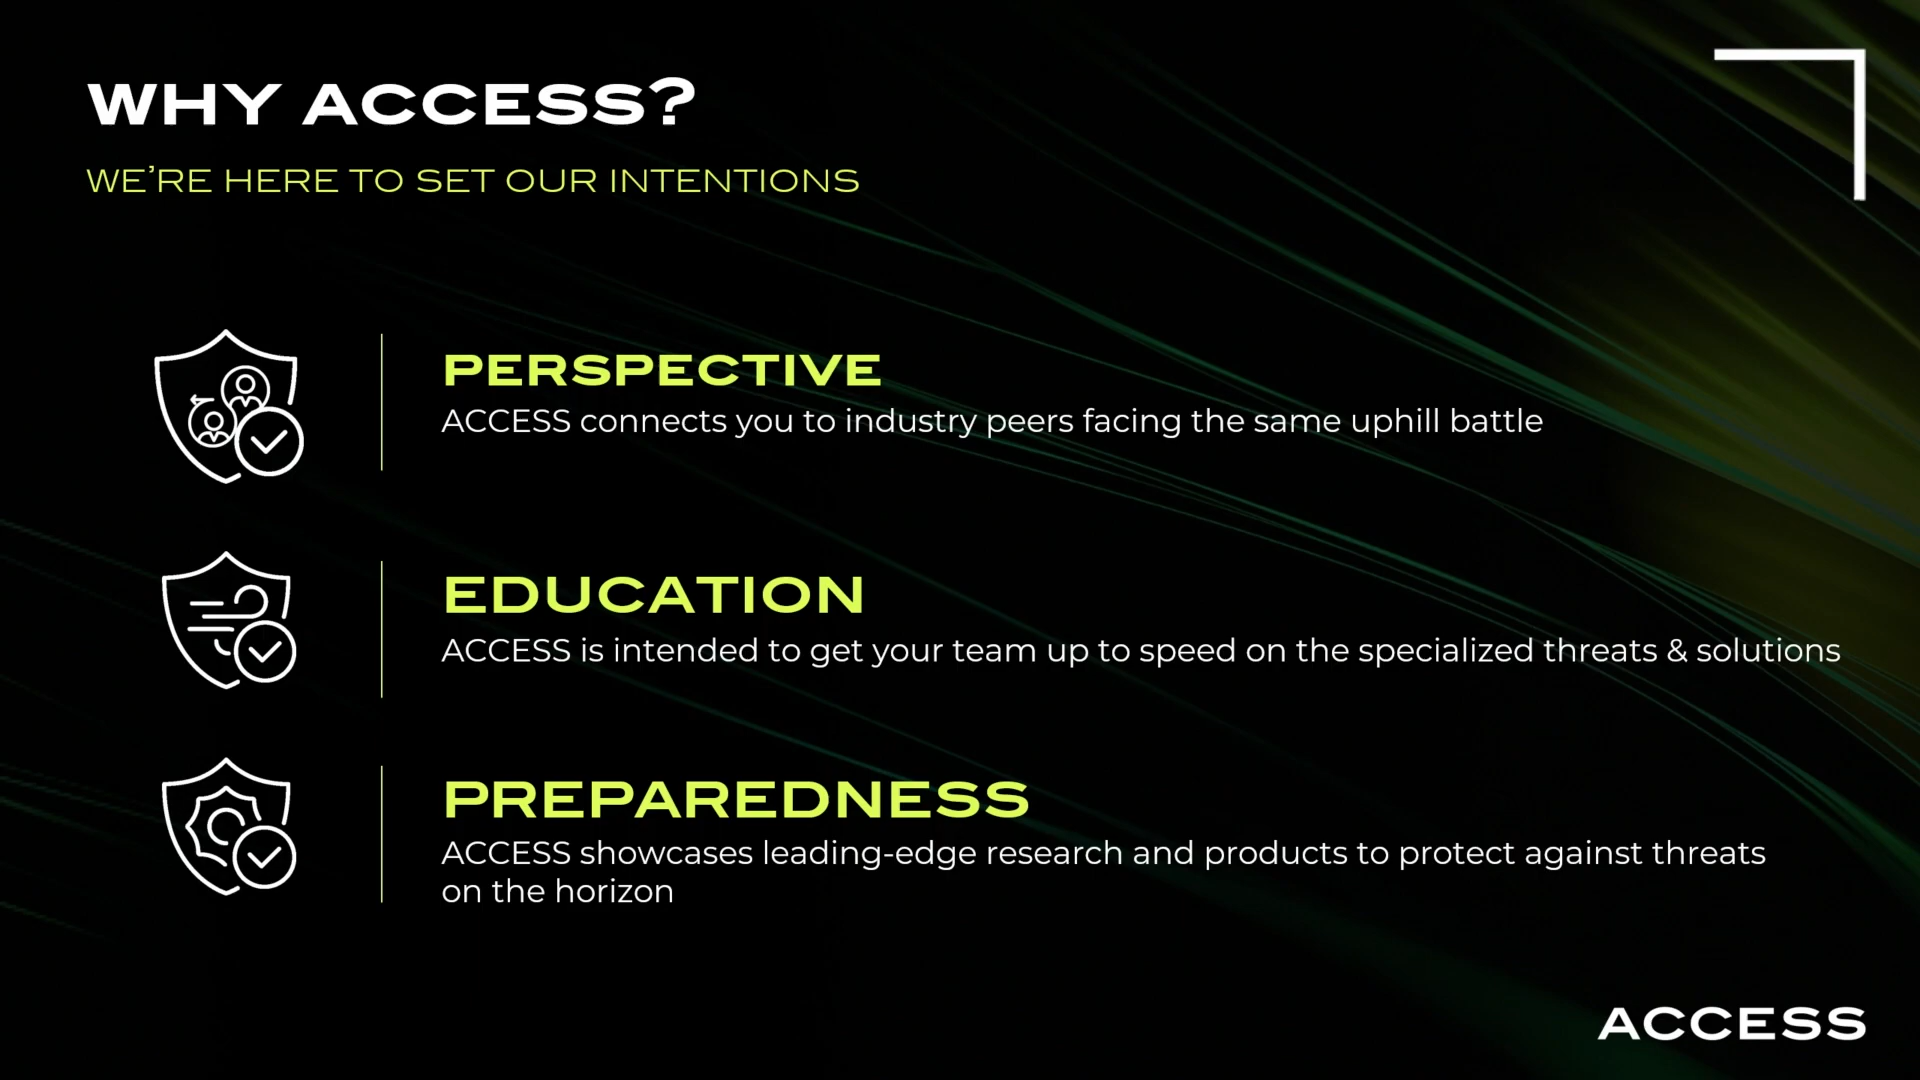 WHY ACCESS?
WE’RE HERE TO SET OUR INTENTIONS
PERSPECTIVE
ACCESS connects you to industry peers facing the same uphill battle
EDUCATION
ACCESS is intended to get your team up to speed on the specialized threats & solutions
PREPAREDNESS
ACCESS showcases leading-edge research and products to protect against threats
on the horizon
ACCESS